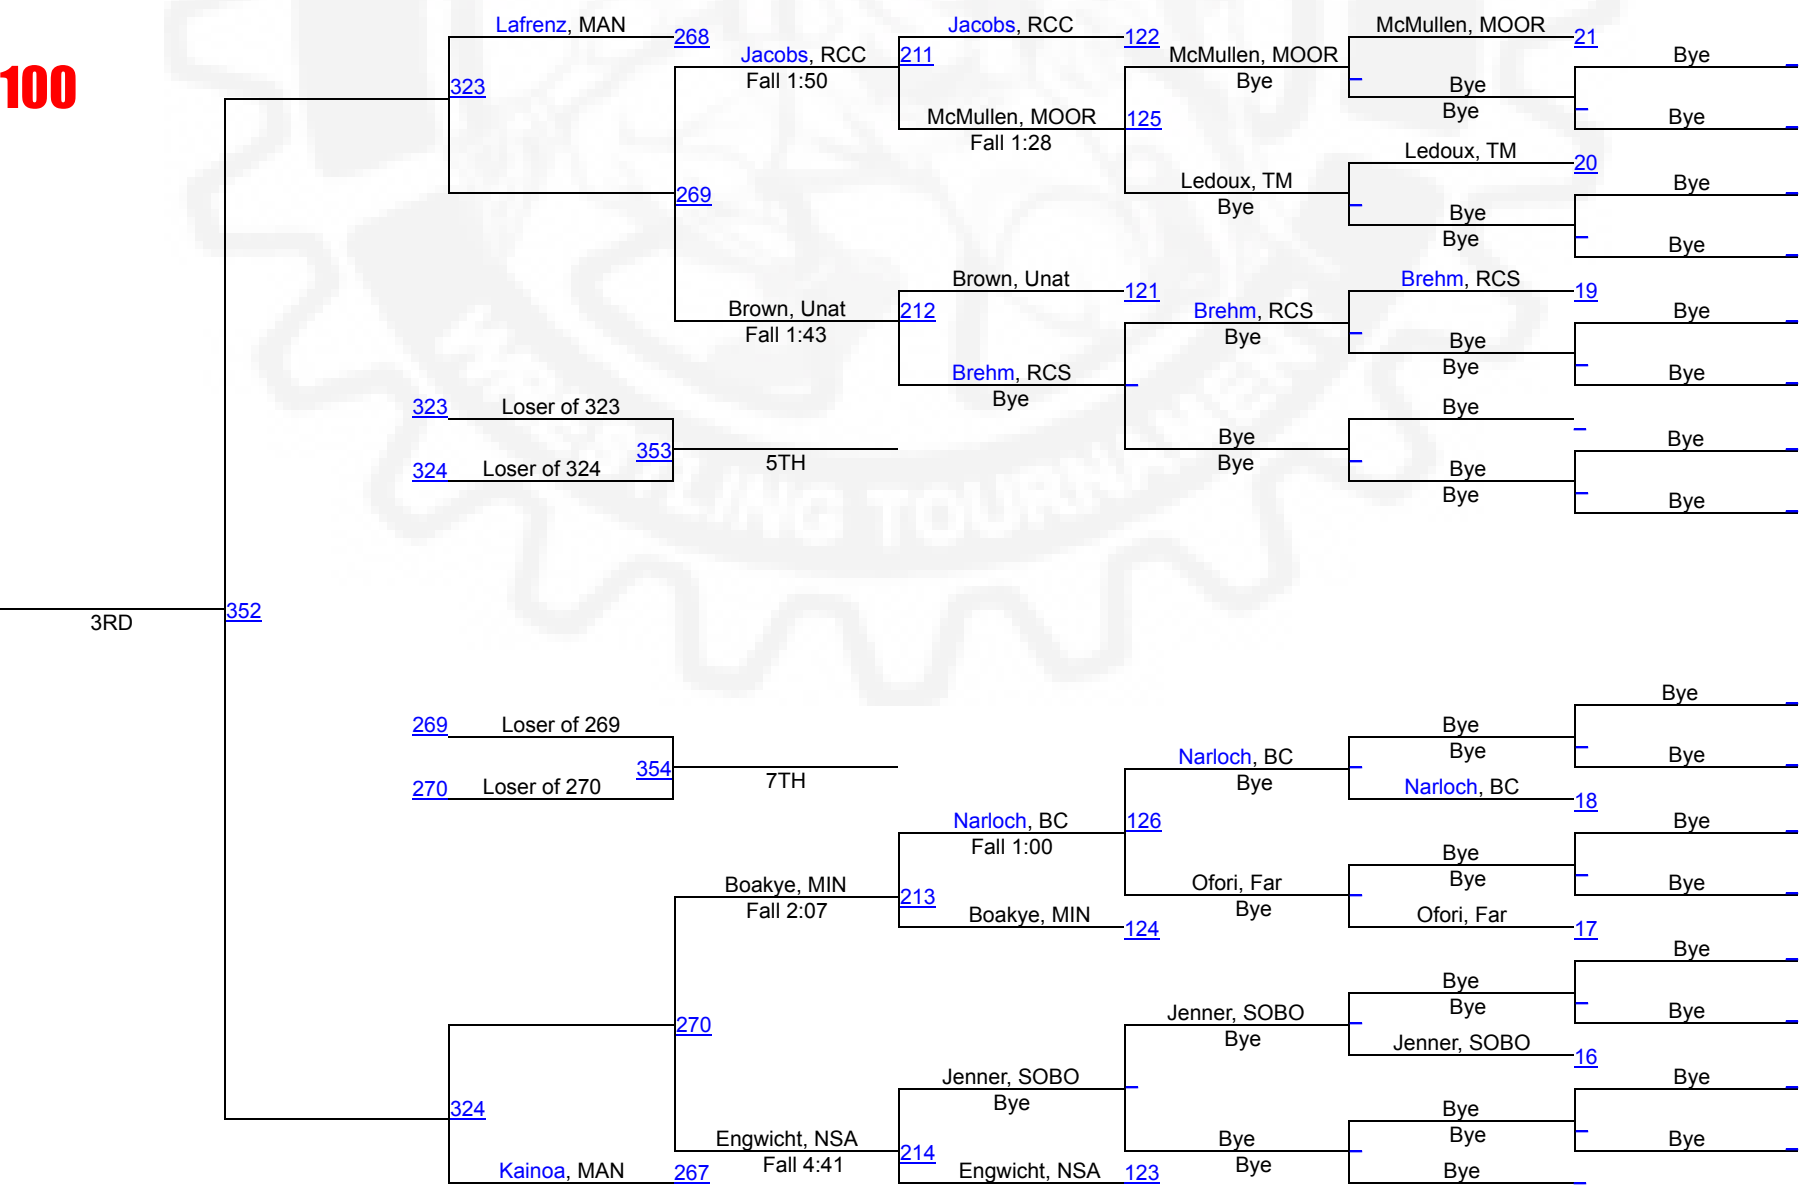 100
Lafrenz, MAN
268
323
Jacobs, RCC
Fall 1:50
Jacobs, RCC
122
211
McMullen, MOOR
Fall 1:28
125
McMullen, MOOR
Bye
McMullen, MOOR
21
Bye
Bye
Bye
Bye
Ledoux, TM
Bye
Ledoux, TM
20
Bye
Bye
Bye
Bye
269
Brown, Unat
Fall 1:43
Brown, Unat
121
212
Brehm, RCS
Bye
Brehm, RCS
Bye
Brehm, RCS
19
Bye
Bye
Bye
Bye
Bye
Bye
Bye
Bye
Bye
Bye
Bye
323
Loser of 323
353
5TH
324
Loser of 324
WRESTLING TOURNAMENT
3RD
352
269
Loser of 269
354
7TH
270
Loser of 270
Narloch, BC
Bye
Bye
Bye
Bye
Bye
Narloch, BC
18
Narloch, BC
Fall 1:00
126
Ofori, Far
Bye
Bye
Bye
Bye
Bye
Ofori, Far
17
Boakye, MIN
Fall 2:07
213
Boakye, MIN
124
270
Jenner, SOBO
Bye
Jenner, SOBO
Bye
Bye
Bye
Bye
Bye
Jenner, SOBO
16
324
Engwicht, NSA
Fall 4:41
214
Engwicht, NSA
123
Bye
Bye
Bye
Bye
Bye
Bye
Bye
Kainoa, MAN
267